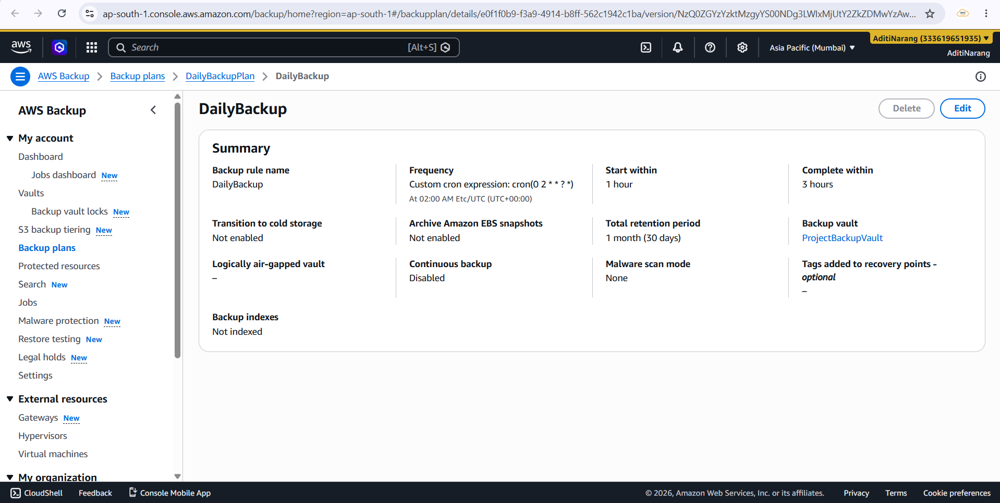 ap-south-1.console.aws.amazon.com/backup/home?region=ap-south-1#/backupplan/details/e0f1f0b9-f3a9-4914-b8ff-562c1942c1ba/version/NzQ0ZGYzYzktMzgyYS00NDg3LWIxMjUtY2ZkZDMwYzAw...
aws
Search
[Alt+S]
Asia Pacific (Mumbai)
AditiNarang (333619651935)
AditiNarang
AWS Backup
Backup plans
DailyBackupPlan
DailyBackup
AWS Backup
My account
Dashboard
Jobs dashboard New
Vaults
Backup vault locks New
S3 backup tiering New
Backup plans
Protected resources
Search New
Jobs
Malware protection New
Restore testing New
Legal holds New
Settings
External resources
Gateways New
Hypervisors
Virtual machines
My organization
DailyBackup
Delete
Edit
Summary
Backup rule name
DailyBackup
Frequency
Custom cron expression: cron(0 2 * * ? *)
At 02:00 AM Etc/UTC (UTC+00:00)
Start within
1 hour
Complete within
3 hours
Transition to cold storage
Not enabled
Archive Amazon EBS snapshots
Not enabled
Total retention period
1 month (30 days)
Backup vault
ProjectBackupVault
Logically air-gapped vault
–
Continuous backup
Disabled
Malware scan mode
None
Tags added to recovery points -
optional
–
Backup indexes
Not indexed
CloudShell
Feedback
Console Mobile App
© 2026, Amazon Web Services, Inc. or its affiliates.
Privacy
Terms
Cookie preferences